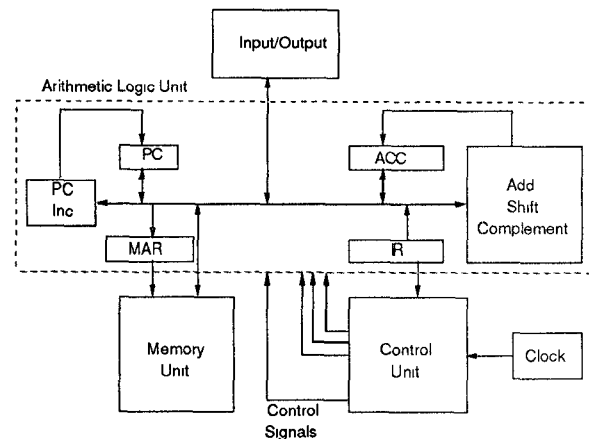 Input/Output
Arithmetic Logic Unit
PC
ACC
PC
Inc
Add
Shift
Complement
MAR
IR
Memory
Unit
Control
Unit
Clock
Control
Signals